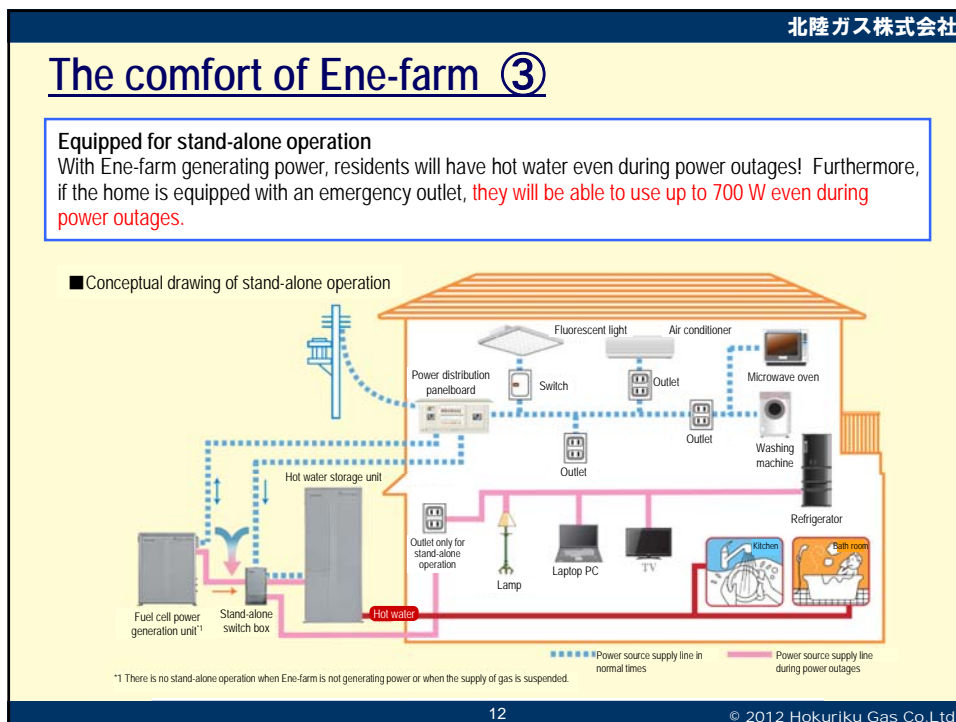 北陸ガス株式会社
The comfort of Ene-farm ③
Equipped for stand-alone operation
With Ene-farm generating power, residents will have hot water even during power outages! Furthermore,
if the home is equipped with an emergency outlet, they will be able to use up to 700 W even during
power outages.
■Conceptual drawing of stand-alone operation
Fluorescent light
Air conditioner
Power distribution
panelboard
Switch
Outlet
Microwave oven
Outlet
Outlet
Washing
machine
Hot water storage unit
Refrigerator
Outlet only for
stand-alone
operation
Lamp
Laptop PC
TV
Kitchen
Bath room
Fuel cell power
generation unit*1
Stand-alone
switch box
Hot water
Power source supply line in
normal times
Power source supply line
during power outages
*1 There is no stand-alone operation when Ene-farm is not generating power or when the supply of gas is suspended.
12
© 2012 Hokuriku Gas Co.Ltd